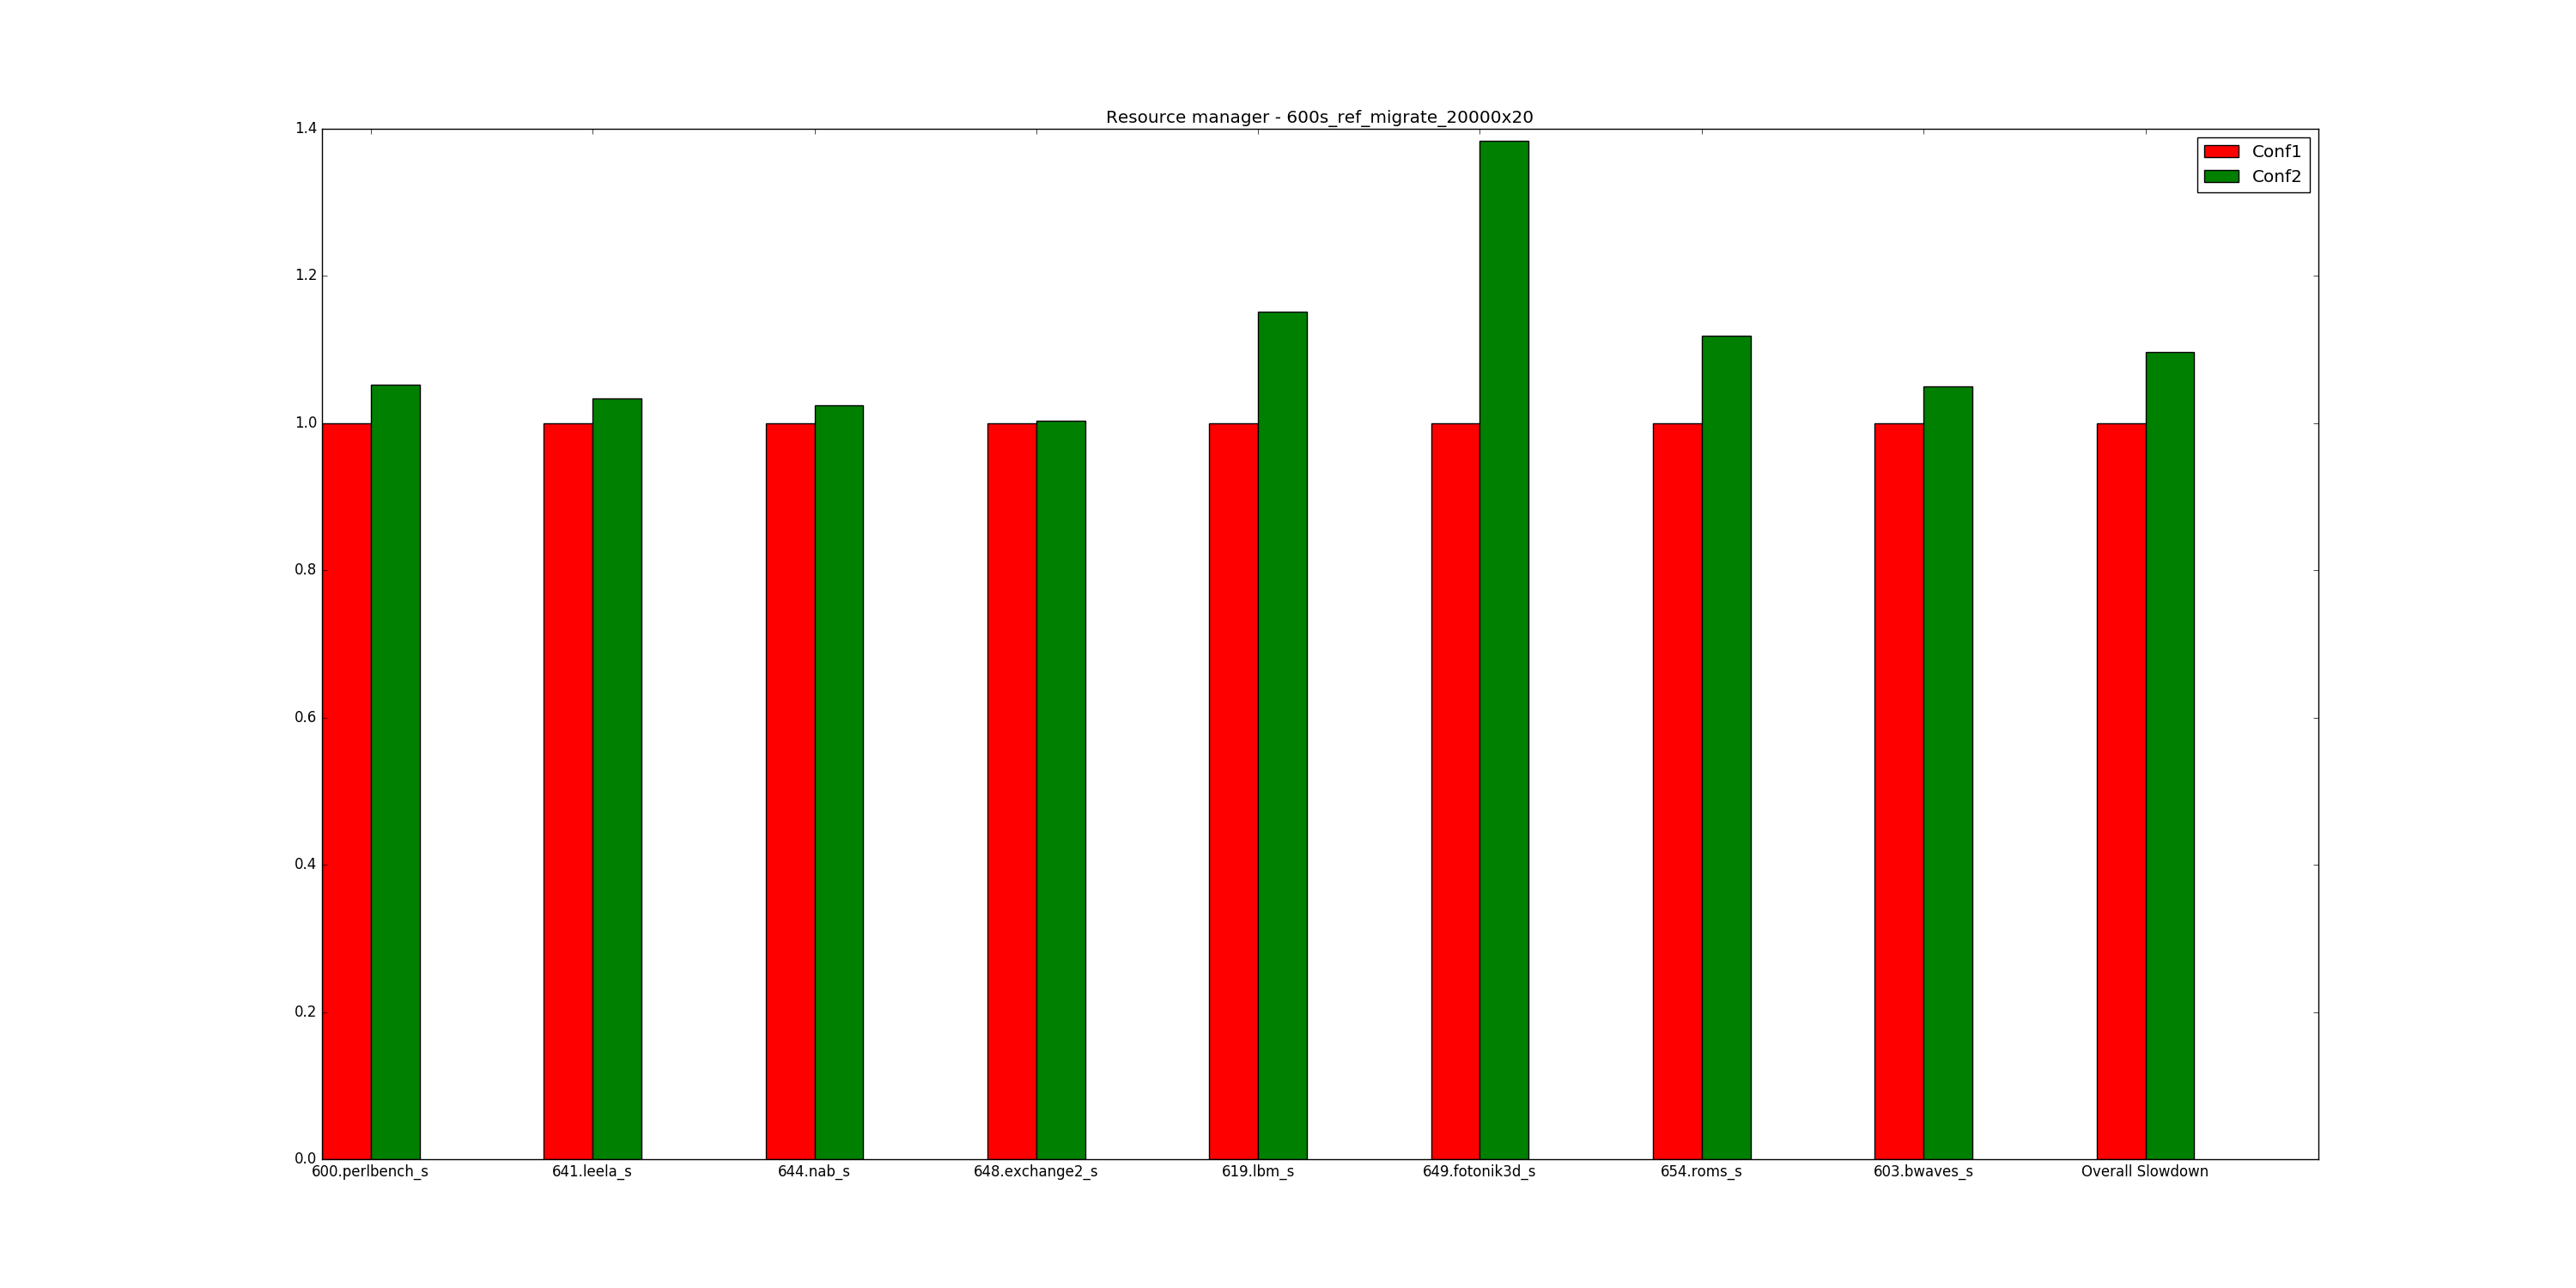 Resource manager - 600s_ref_migrate_20000x20
1.4
1.2
1.0
0.8
0.6
0.4
0.2
0.0
Conf1
Conf2
600.perlbench_s 641.leela_s 644.nab_s 648.exchange2_s 619.lbm_s 649.fotonik3d_s 654.roms_s 603.bwaves_s Overall Slowdown